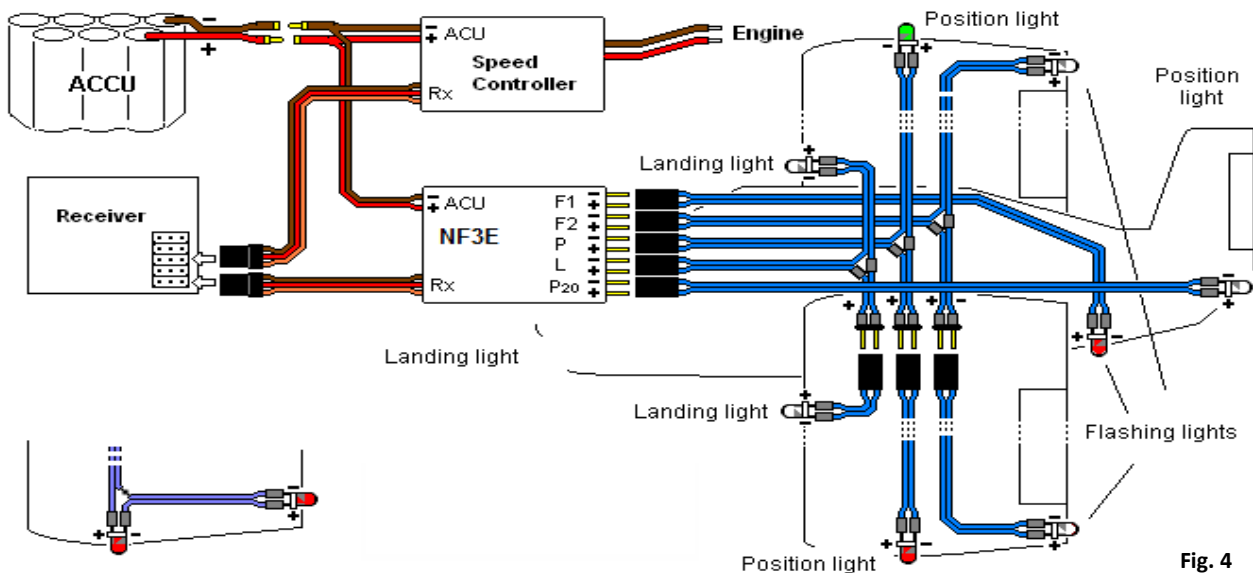 ACCU
−
+
− ACU
+
Speed
Controller
Rx
Engine
Receiver
− ACU
+
NF3E
Rx
F1 −
+
F2 −
+
P −
+
L −
+
P20 −
+
Position light
− +
Position
light
−
+
Landing light
+
−
Landing light
Landing light
+
−
+ + −
−
+
+ −
Flashing lights
−
+
Position light
+ −
−
+
+ −
Fig. 4